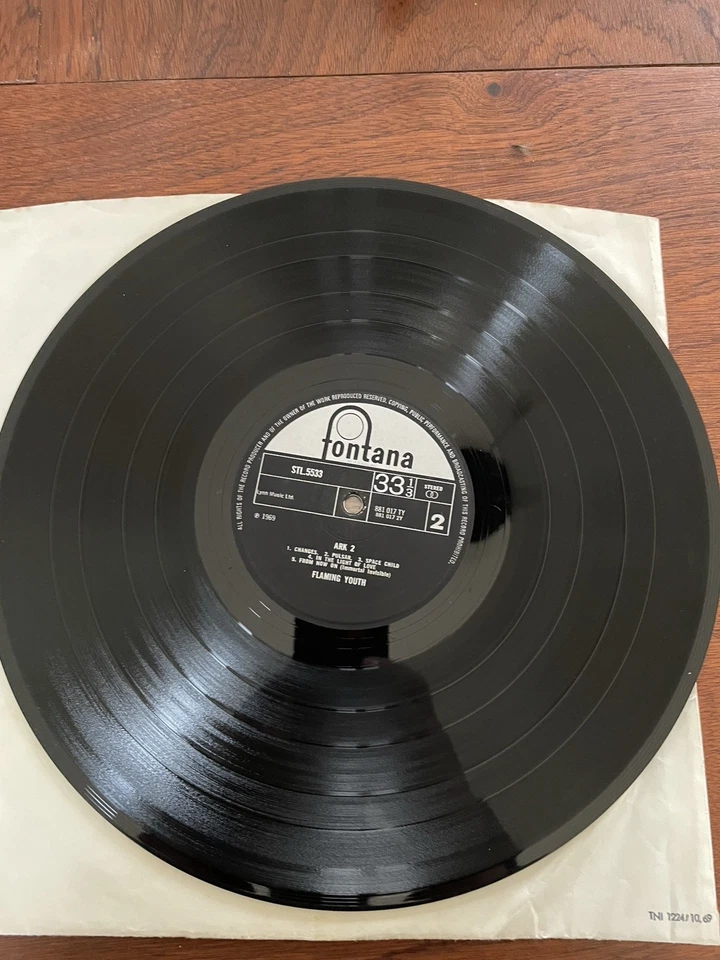 ALL RIGHTS OF THE RECORD PRODUCER AND OF THE OWNER OF THE WORK REPRODUCED RESERVED. COPYING, PUBLIC PERFORMANCE AND BROADCASTING OF THIS RECORD PROHIBITED.
fontana
STL.5533
33 1/3
STEREO
Lynn Music Ltd.
881 017 TY
881 017 2Y
2
℗ 1969
ARK 2
1. CHANGES. 2. PULSAR. 3. SPACE CHILD
4. IN THE LIGHT OF LOVE
5. FROM NOW ON (Immortal Invisible)
FLAMING YOUTH
TNI 1224/10.69